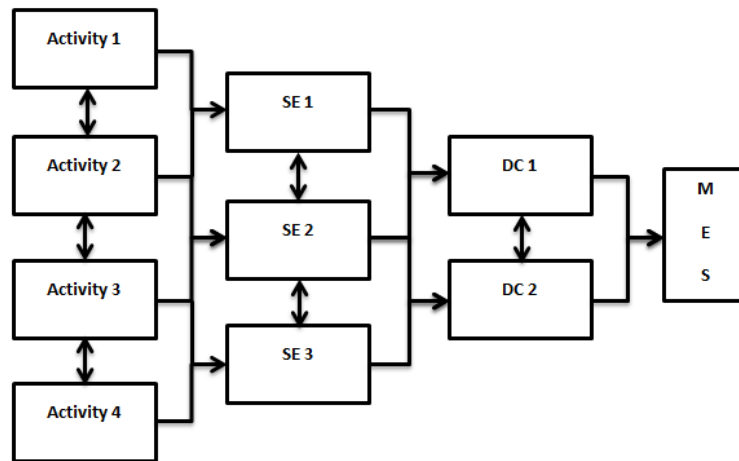 Activity 1
Activity 2
Activity 3
Activity 4
SE 1
SE 2
SE 3
DC 1
DC 2
M
E
S